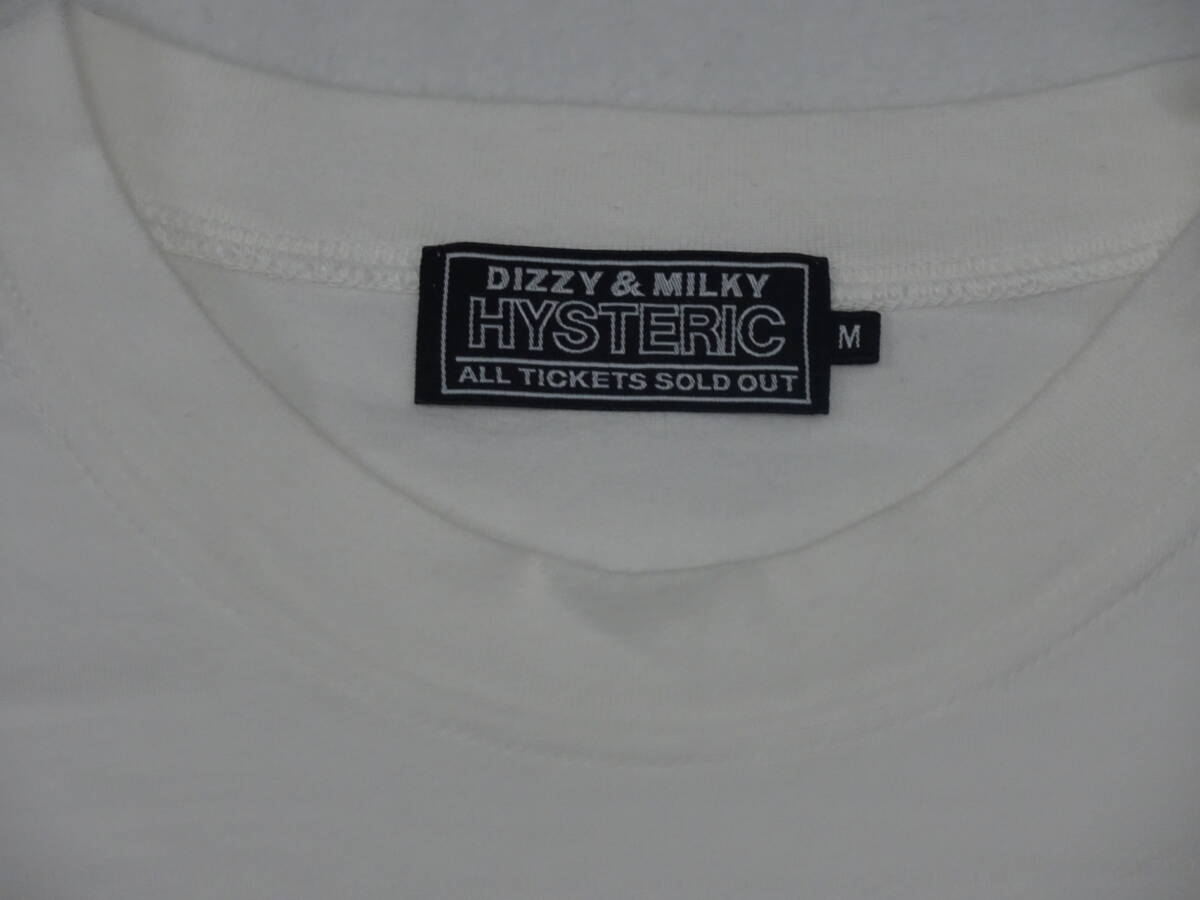 DIZZY & MILKY
HYSTERIC
ALL TICKETS SOLD OUT
M